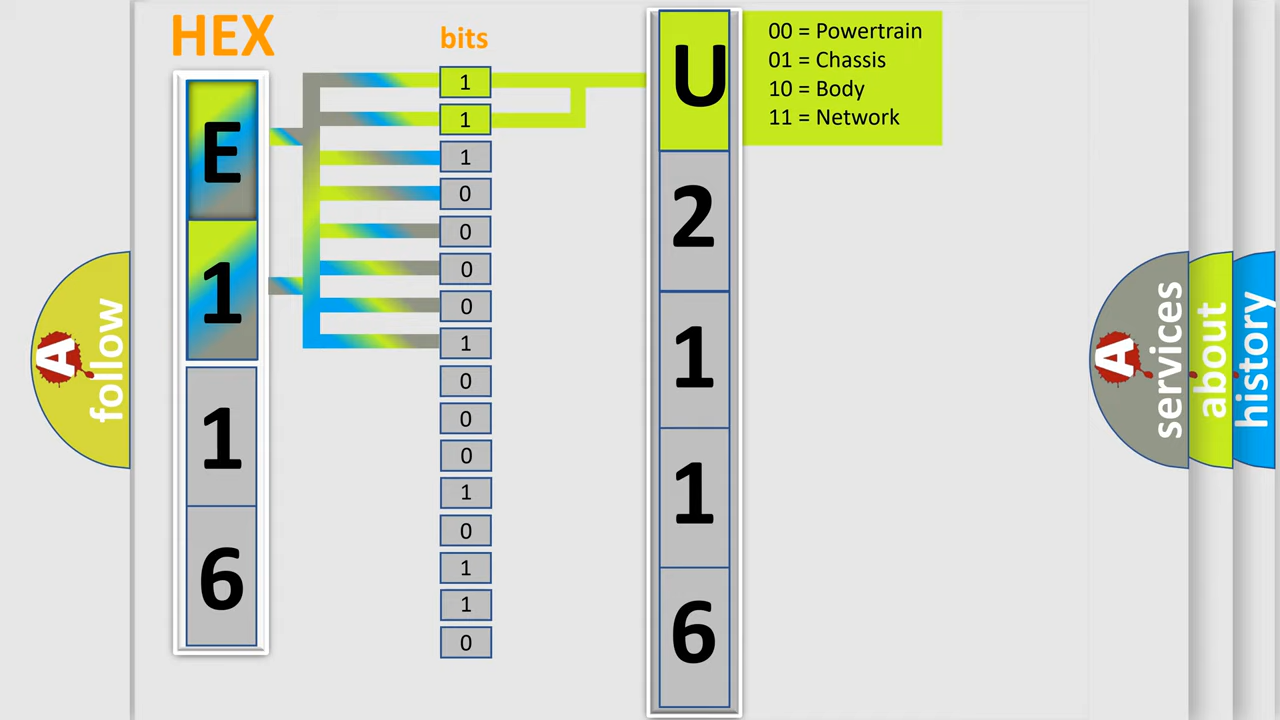 HEX
bits
E
1
1
6
1
1
1
0
0
0
0
1
0
0
0
1
0
1
1
0
U
2
1
1
6
00 = Powertrain
01 = Chassis
10 = Body
11 = Network
A
follow
A
services
about
history